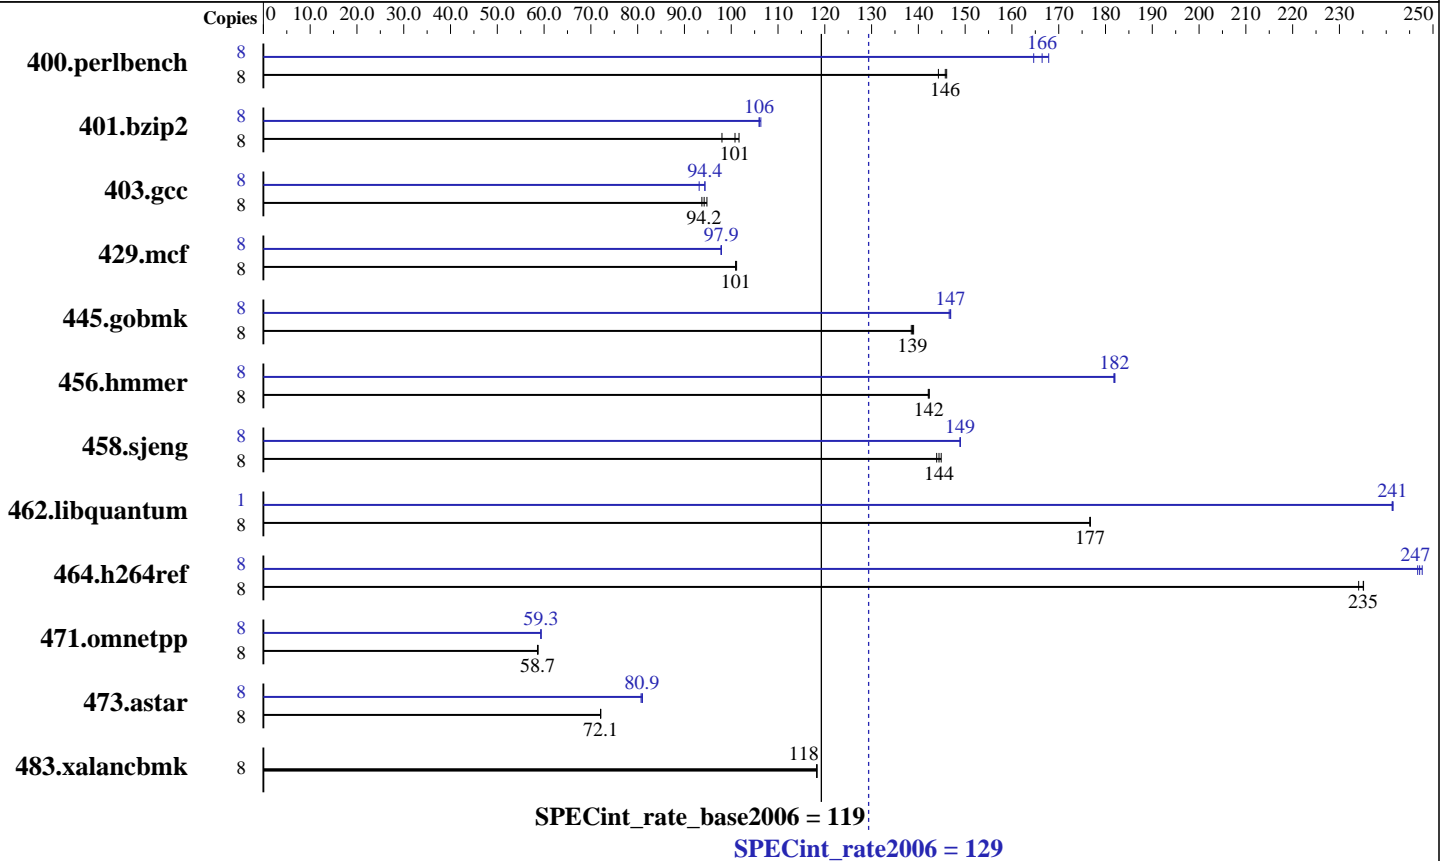 Copies 0 10.0 20.0 30.0 40.0 50.0 60.0 70.0 80.0 90.0 100 110 120 130 140 150 160 170 180 190 200 210 220 230 250
400.perlbench 8 166
8 146
401.bzip2 8 106
8 101
403.gcc 8 94.4
8 94.2
429.mcf 8 97.9
8 101
445.gobmk 8 147
8 139
456.hmmer 8 182
8 142
458.sjeng 8 149
8 144
462.libquantum 1 241
8 177
464.h264ref 8 247
8 235
471.omnetpp 8 59.3
8 58.7
473.astar 8 80.9
8 72.1
483.xalancbmk 8 118
SPECint_rate_base2006 = 119
SPECint_rate2006 = 129